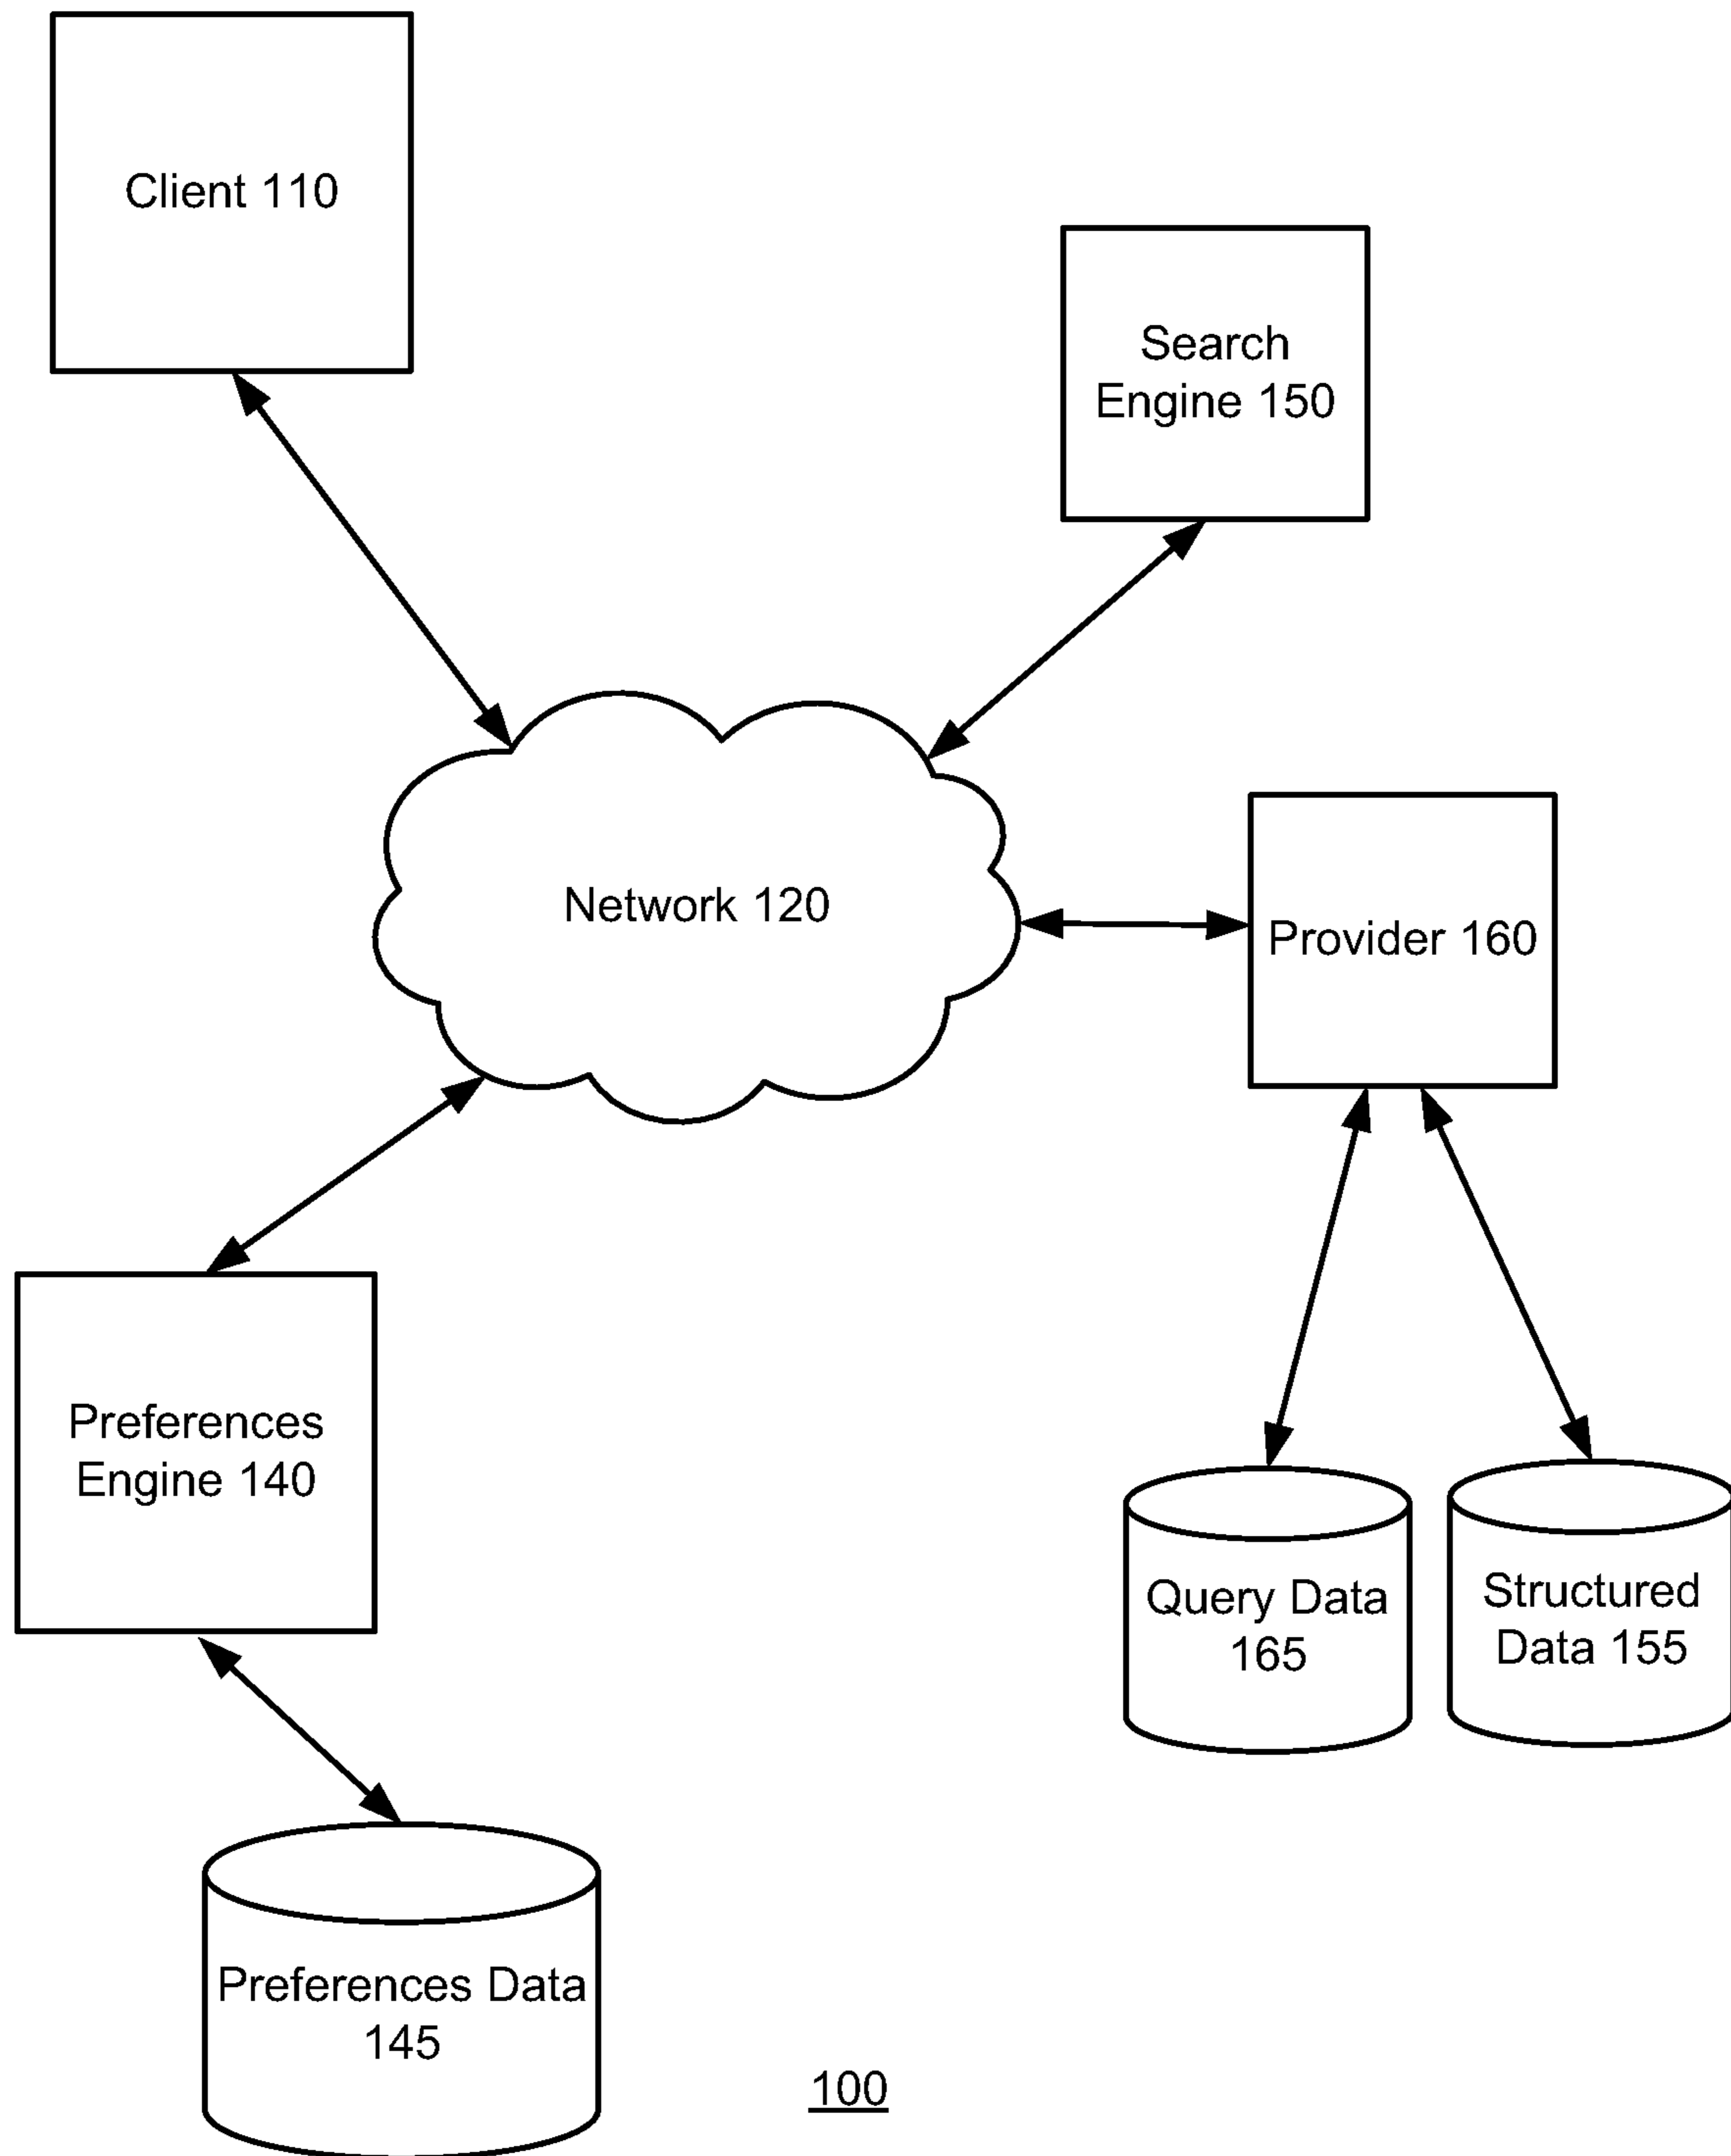 Client 110
Search
Engine 150
Network 120
Provider 160
Preferences
Engine 140
Query Data
165
Structured
Data 155
Preferences Data
145
100